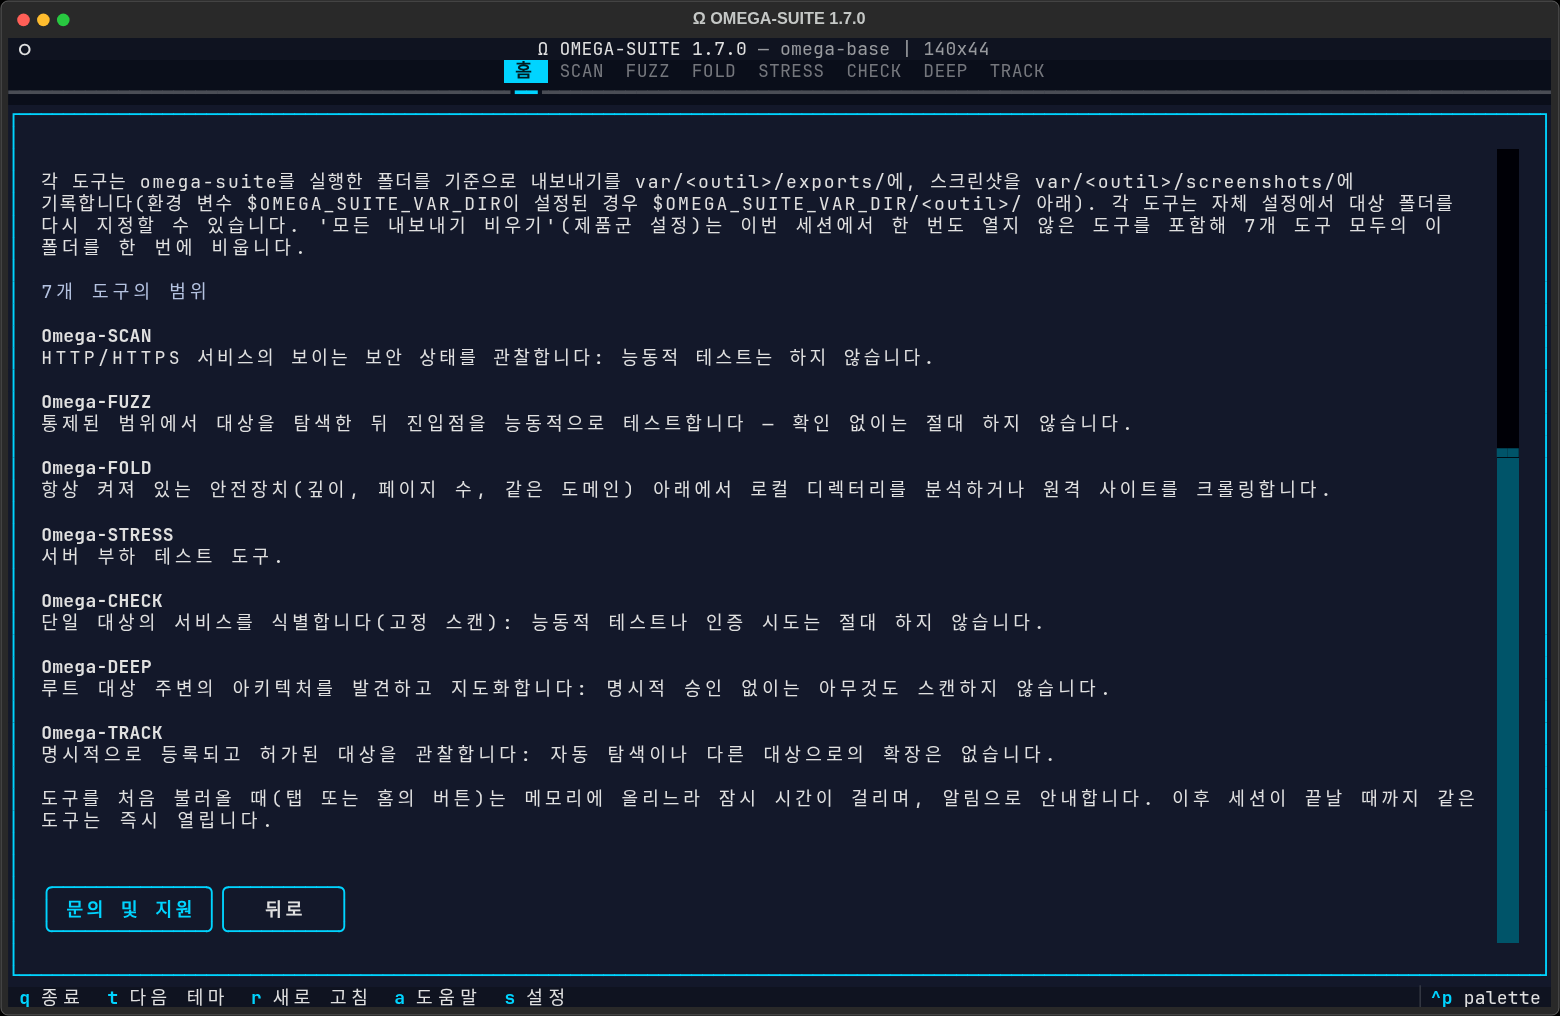 Ω OMEGA-SUITE 1.7.0
Ω OMEGA-SUITE 1.7.0 — omega-base | 140x44
홈 SCAN FUZZ FOLD STRESS CHECK DEEP TRACK
각 도구는 omega-suite를 실행한 폴더를 기준으로 내보내기를 var/<outil>/exports/에, 스크린샷을 var/<outil>/screenshots/에
기록합니다(환경 변수 $OMEGA_SUITE_VAR_DIR이 설정된 경우 $OMEGA_SUITE_VAR_DIR/<outil>/ 아래). 각 도구는 자체 설정에서 대상 폴더를
다시 지정할 수 있습니다. '모든 내보내기 비우기'(제품군 설정)는 이번 세션에서 한 번도 열지 않은 도구를 포함해 7개 도구 모두의 이
폴더를 한 번에 비웁니다.
7개 도구의 범위
Omega-SCAN
HTTP/HTTPS 서비스의 보이는 보안 상태를 관찰합니다: 능동적 테스트는 하지 않습니다.
Omega-FUZZ
통제된 범위에서 대상을 탐색한 뒤 진입점을 능동적으로 테스트합니다 — 확인 없이는 절대 하지 않습니다.
Omega-FOLD
항상 켜져 있는 안전장치(깊이, 페이지 수, 같은 도메인) 아래에서 로컬 디렉터리를 분석하거나 원격 사이트를 크롤링합니다.
Omega-STRESS
서버 부하 테스트 도구.
Omega-CHECK
단일 대상의 서비스를 식별합니다(고정 스캔): 능동적 테스트나 인증 시도는 절대 하지 않습니다.
Omega-DEEP
루트 대상 주변의 아키텍처를 발견하고 지도화합니다: 명시적 승인 없이는 아무것도 스캔하지 않습니다.
Omega-TRACK
명시적으로 등록되고 허가된 대상을 관찰합니다: 자동 탐색이나 다른 대상으로의 확장은 없습니다.
도구를 처음 불러올 때(탭 또는 홈의 버튼)는 메모리에 올리느라 잠시 시간이 걸리며, 알림으로 안내합니다. 이후 세션이 끝날 때까지 같은
도구는 즉시 열립니다.
문의 및 지원 뒤로
q 종료 t 다음 테마 r 새로 고침 a 도움말 s 설정 ^p palette